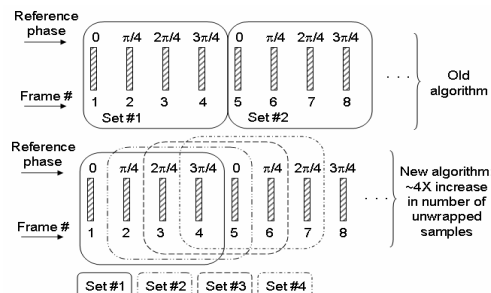 Reference phase
0 π/4 2π/4 3π/4 0 π/4 2π/4 3π/4
Frame #
1 2 3 4 5 6 7 8
Set #1 Set #2
. . .
Old algorithm
Reference phase
0 π/4 2π/4 3π/4 0 π/4 2π/4 3π/4
Frame #
1 2 3 4 5 6 7 8
. . .
New algorithm
~4X increase
in number of
unwrapped
samples
Set #1 Set #2 Set #3 Set #4